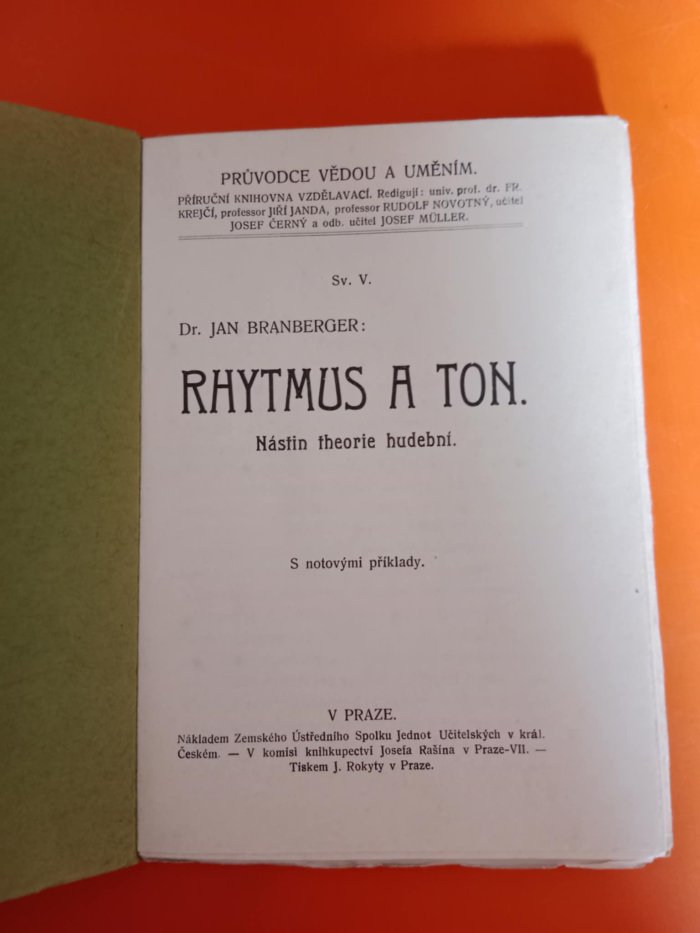 PRŮVODCE VĚDOU A UMĚNÍM.
PŘÍRUČNÍ KNIHOVNA VZDĚLAVACÍ. Redigují: univ. prof. dr. FR.
KREJČÍ, professor JIŘÍ JANDA, professor RUDOLF NOVOTNÝ, učitel
JOSEF ČERNÝ a odb. učitel JOSEF MÜLLER.
Sv. V.
Dr. JAN BRANBERGER:
RHYTMUS A TON.
Nástin theorie hudební.
S notovými příklady.
V PRAZE.
Nákladem Zemského Ústředního Spolku Jednot Učitelských v král.
Českém. — V komisi knihkupectví Josefa Rašína v Praze-VII. —
Tiskem J. Rokyty v Praze.